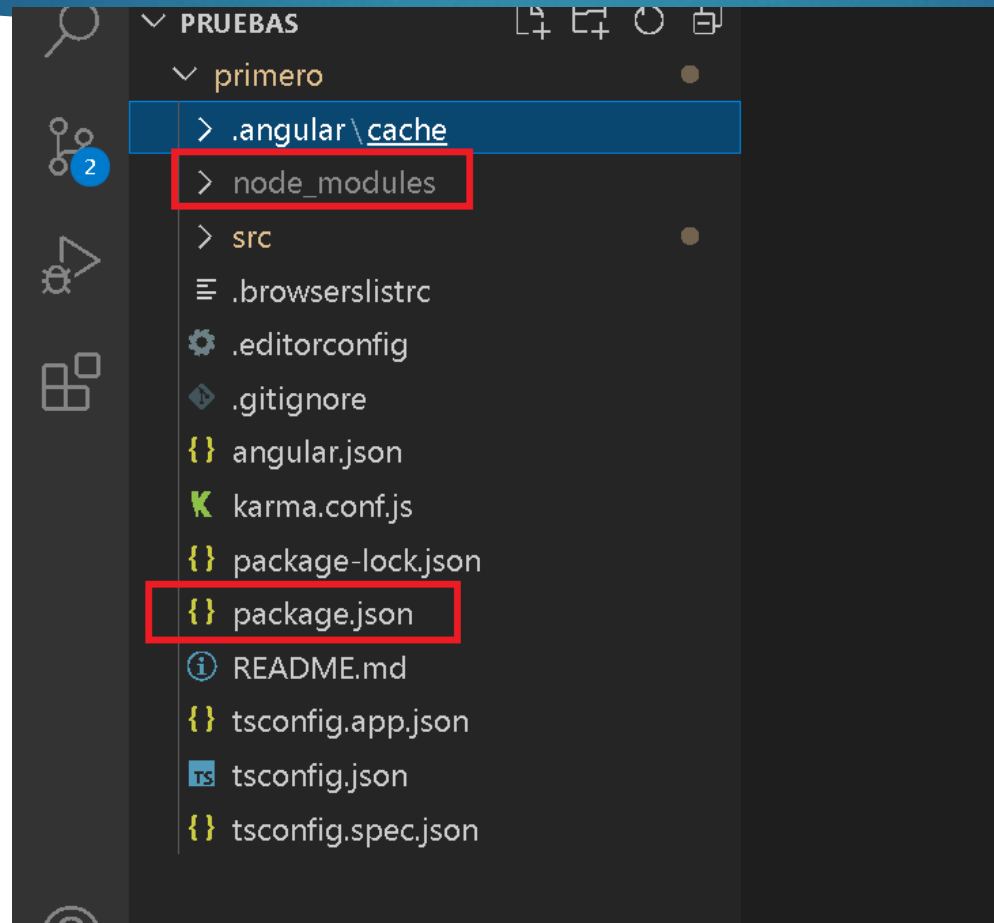 PRUEBAS
primero
.angular\cache
2
node_modules
src
.browserslistrc
.editorconfig
.gitignore
{} angular.json
K karma.conf.js
{} package-lock.json
{} package.json
README.md
{} tsconfig.app.json
TS tsconfig.json
{} tsconfig.spec.json